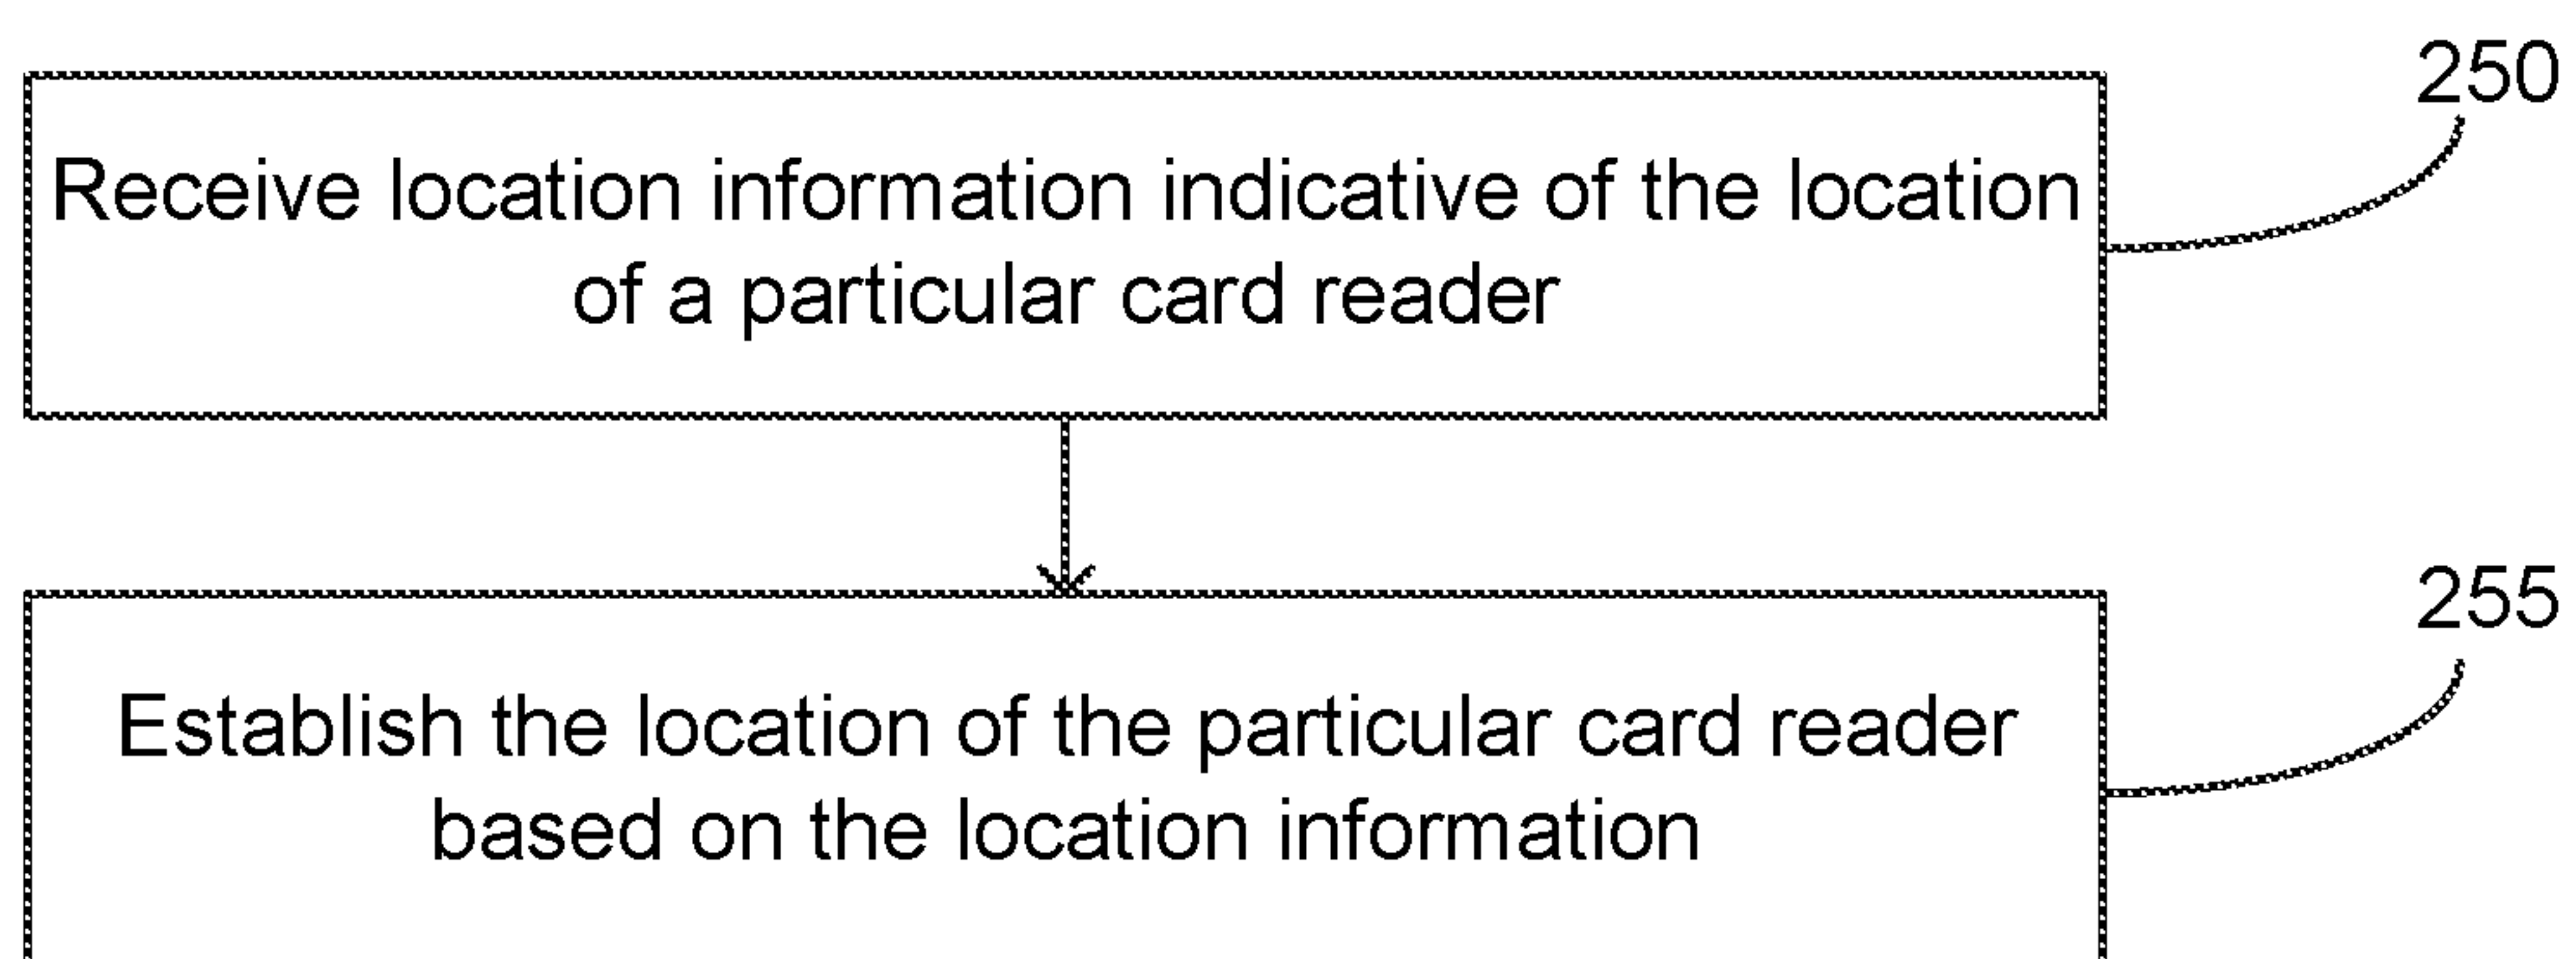 250
Receive location information indicative of the location
of a particular card reader
255
Establish the location of the particular card reader
based on the location information